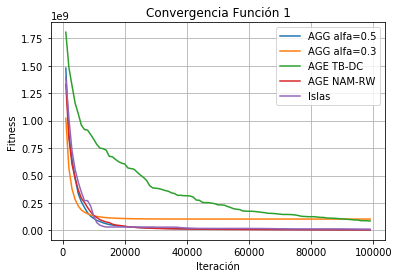 Convergencia Función 1
1e9
1.75
1.50
1.25
1.00
0.75
0.50
0.25
0.00
Fitness
AGG alfa=0.5
AGG alfa=0.3
AGE TB-DC
AGE NAM-RW
Islas
0 20000 40000 60000 80000 100000
Iteración